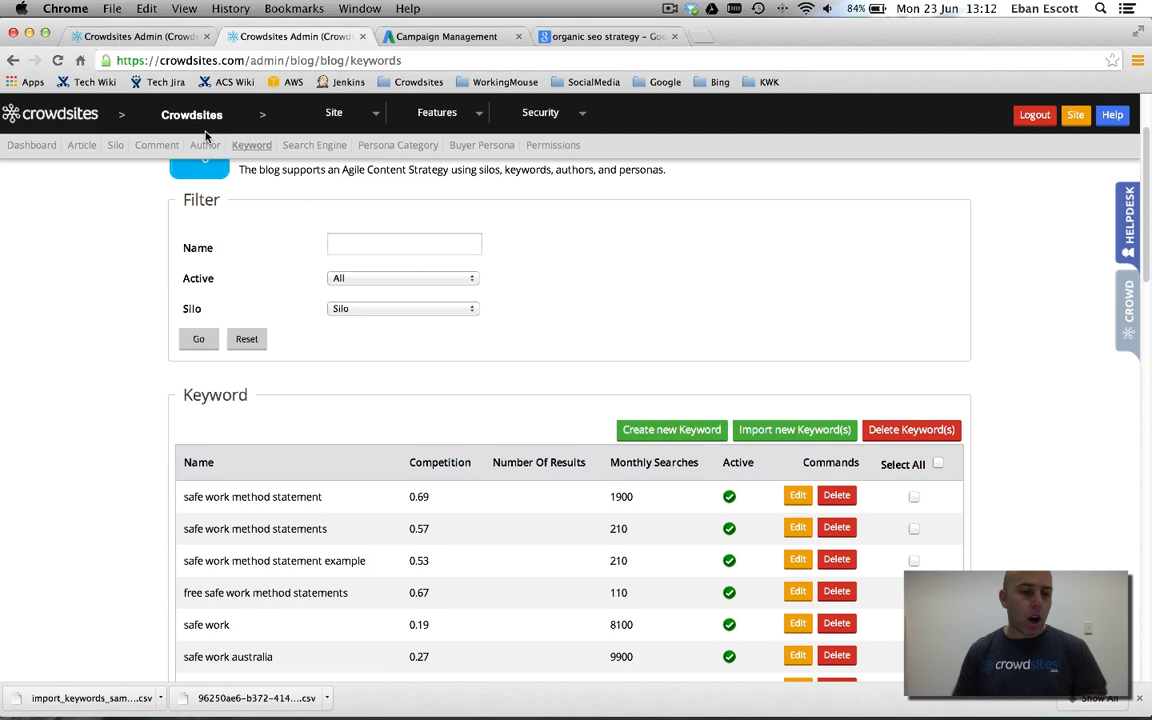 Chrome File Edit View History Bookmarks Window Help 84% Mon 23 Jun 13:12 Eban Escott
Crowdsites Admin (Crowds Crowdsites Admin (Crowds Campaign Management organic seo strategy – Goo
https://crowdsites.com/admin/blog/blog/keywords
Apps Tech Wiki Tech Jira ACS Wiki AWS Jenkins Crowdsites WorkingMouse SocialMedia Google Bing KWK
crowdsites > Crowdsites > Site Features Security Logout Site Help
Dashboard Article Silo Comment Author Keyword Search Engine Persona Category Buyer Persona Permissions
The blog supports an Agile Content Strategy using silos, keywords, authors, and personas.
Filter
HELPDESK
Name
Active All
CROWD
Silo Silo
Go Reset
Keyword
Create new Keyword Import new Keyword(s) Delete Keyword(s)
Name Competition Number Of Results Monthly Searches Active Commands Select All
safe work method statement 0.69 1900 Edit Delete
safe work method statements 0.57 210 Edit Delete
safe work method statement example 0.53 210 Edit Delete
free safe work method statements 0.67 110 Edit Delete
safe work 0.19 8100 Edit Delete
safe work australia 0.27 9900 Edit Delete
crowdsites
import_keywords_sam....csv 96250ae6-b372-414....csv Show All